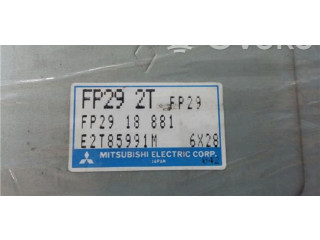 FP29 2T FP29
FP29 18 881
E2T85991M 6X28
MITSUBISHI ELECTRIC CORP.
JAPAN